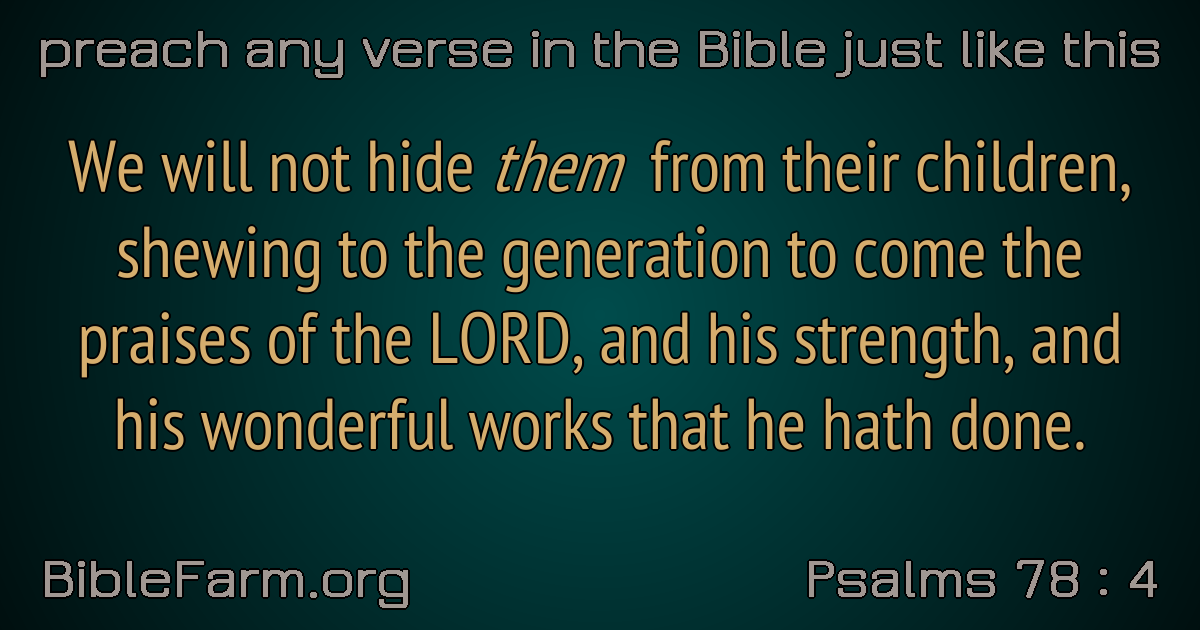 preach any verse in the Bible just like this
We will not hide them from their children,
shewing to the generation to come the
praises of the LORD, and his strength, and
his wonderful works that he hath done.
BibleFarm.org
Psalms 78 : 4